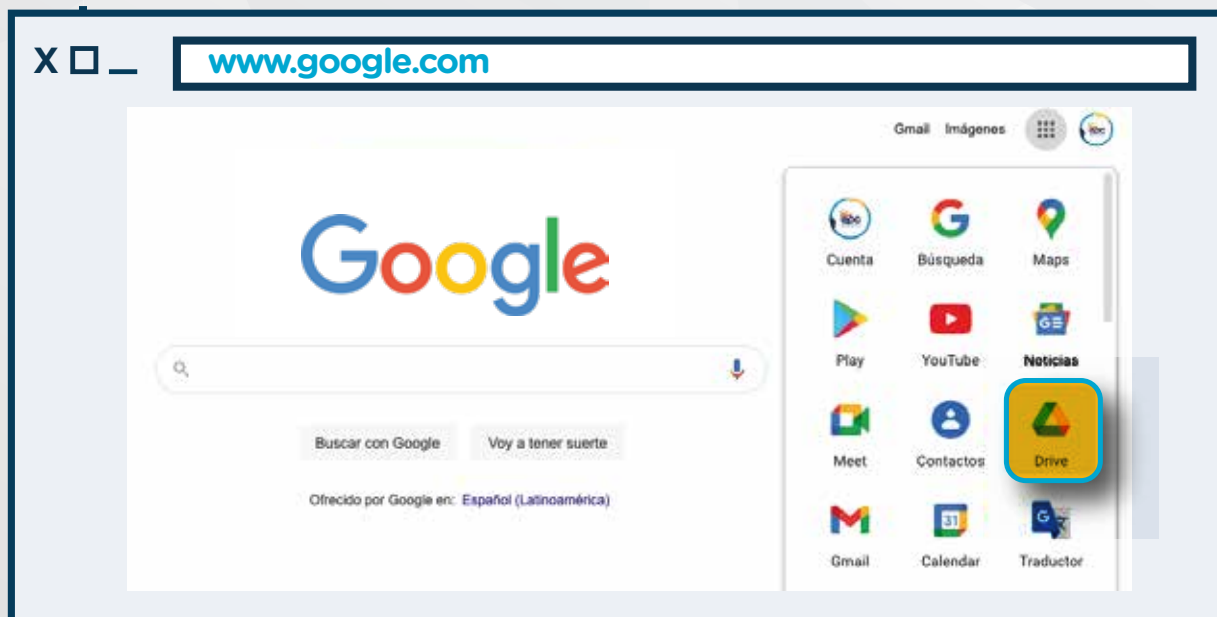 X
www.google.com
Gmail Imágenes
Google
Cuenta Búsqueda Maps
Play YouTube Noticias
Meet Contactos Drive
Buscar con Google Voy a tener suerte
Ofrecido por Google en: Español (Latinoamérica)
31
Gmail Calendar Traductor